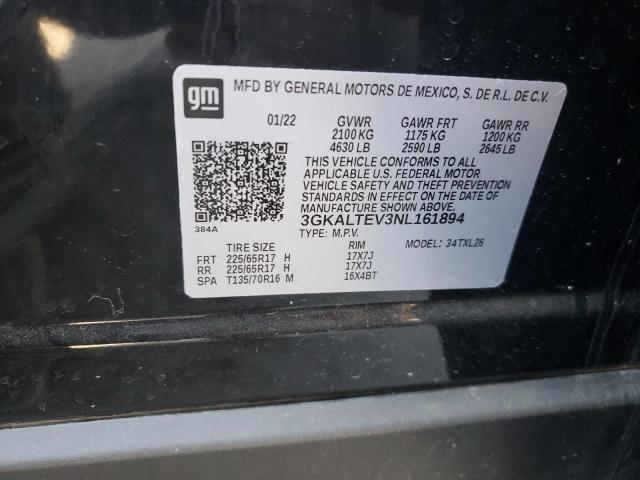 gm
MFD BY GENERAL MOTORS DE MEXICO, S. DE R.L. DE C.V.
01/22 GVWR GAWR FRT GAWR RR
2100 KG 1175 KG 1200 KG
4630 LB 2590 LB 2645 LB
THIS VEHICLE CONFORMS TO ALL
APPLICABLE U.S. FEDERAL MOTOR
VEHICLE SAFETY AND THEFT PREVENTION
STANDARDS IN EFFECT ON THE DATE OF
MANUFACTURE SHOWN ABOVE.
384A
3GKALTEV3NL161894
TYPE: M.P.V. MODEL: 34TXL26
TIRE SIZE RIM
FRT 225/65R17 H 17X7J
RR 225/65R17 H 17X7J
SPA T135/70R16 M 16X4BT